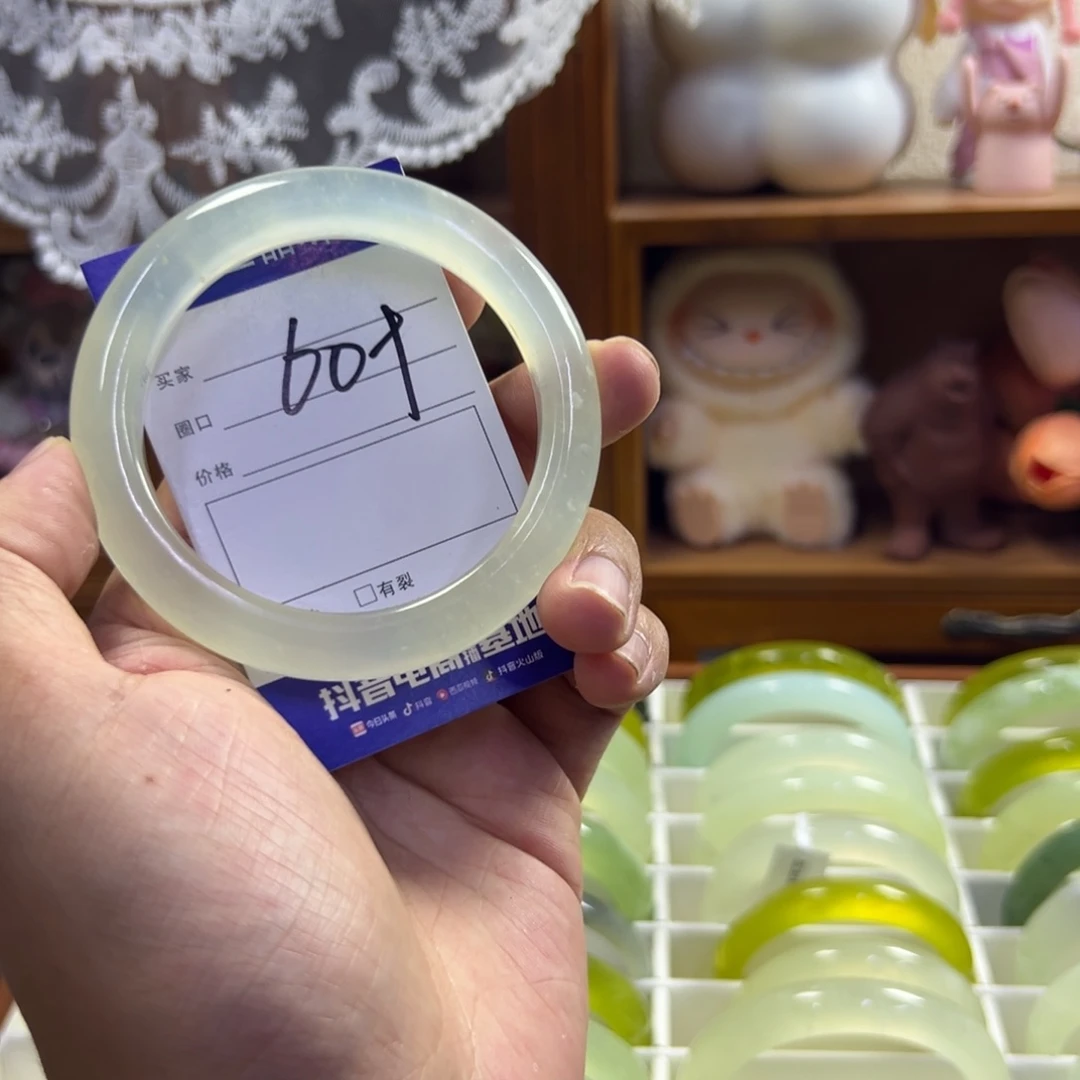 买家
601
圈口
价格
有裂
抖音电商直播基地
今日头条 抖音 西瓜视频 抖音火山版